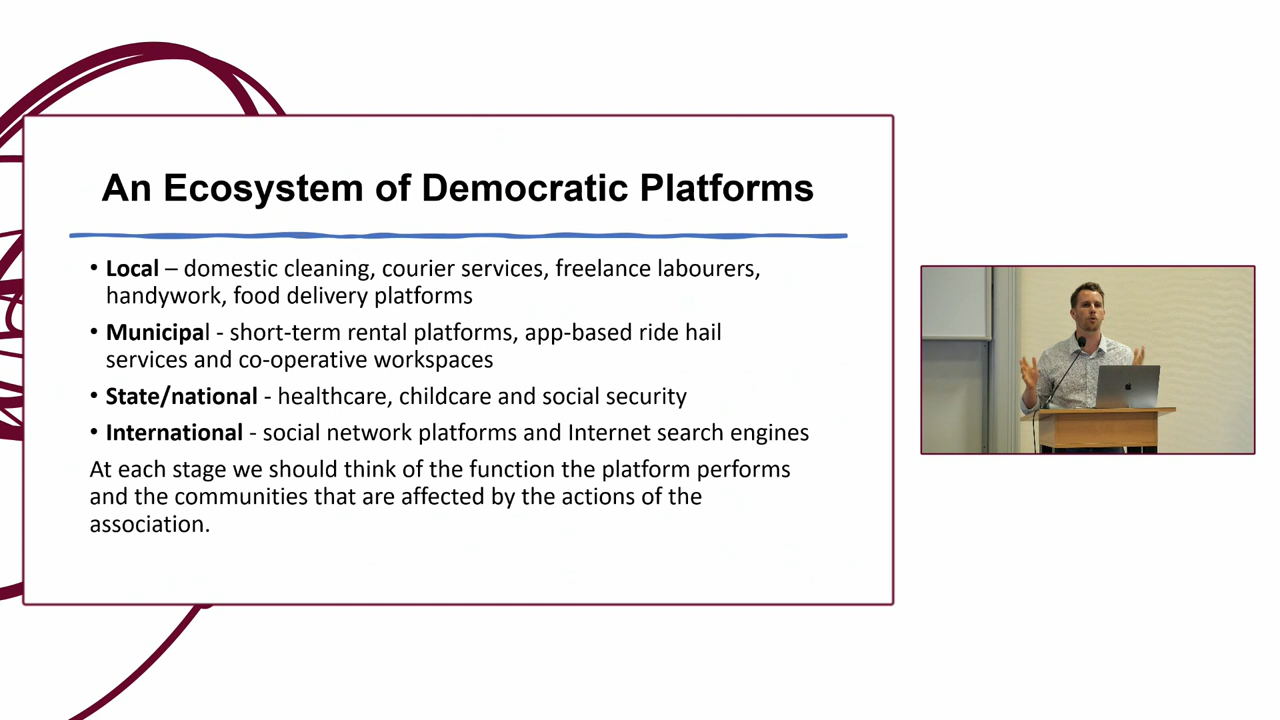 An Ecosystem of Democratic Platforms
• Local – domestic cleaning, courier services, freelance labourers,
handywork, food delivery platforms
• Municipal - short-term rental platforms, app-based ride hail
services and co-operative workspaces
• State/national - healthcare, childcare and social security
• International - social network platforms and Internet search engines
At each stage we should think of the function the platform performs
and the communities that are affected by the actions of the
association.